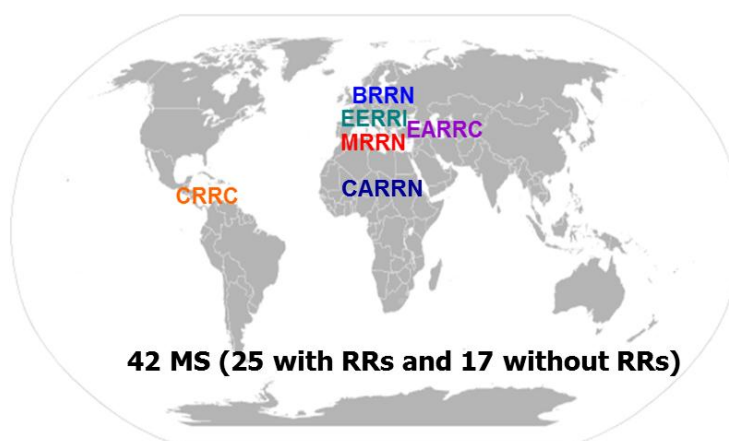 BRRN
EERRI
EARRC
MRRN
CARRN
CRRC
42 MS (25 with RRs and 17 without RRs)